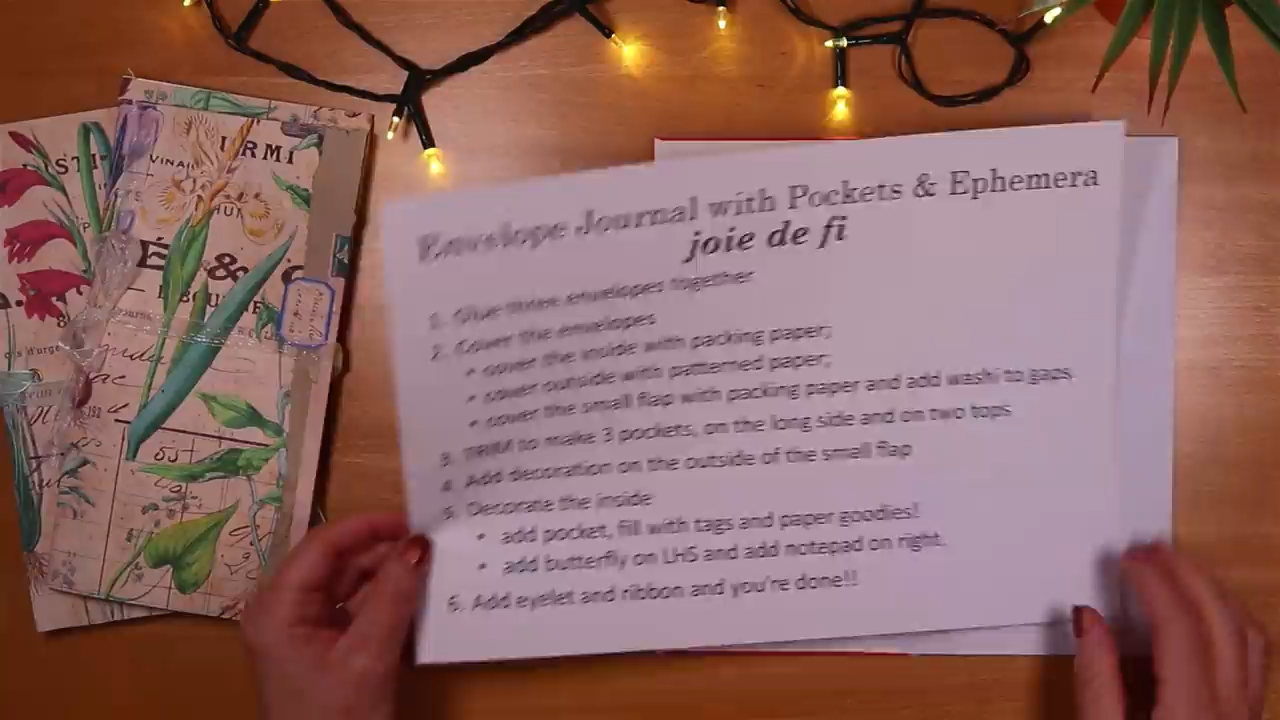 Envelope Journal with Pockets & Ephemera
joie de fi
1. Glue three envelopes together
2. Cover the envelopes
• cover the inside with packing paper;
• cover outside with patterned paper;
• cover the small flap with packing paper and add washi to gaps
3. TRIM to make 3 pockets, on the long side and on two tops
4. Add decoration on the outside of the small flap
5. Decorate the inside
• add pocket, fill with tags and paper goodies!
• add butterfly on LHS and add notepad on right.
6. Add eyelet and ribbon and you're done!!
É &
192
55